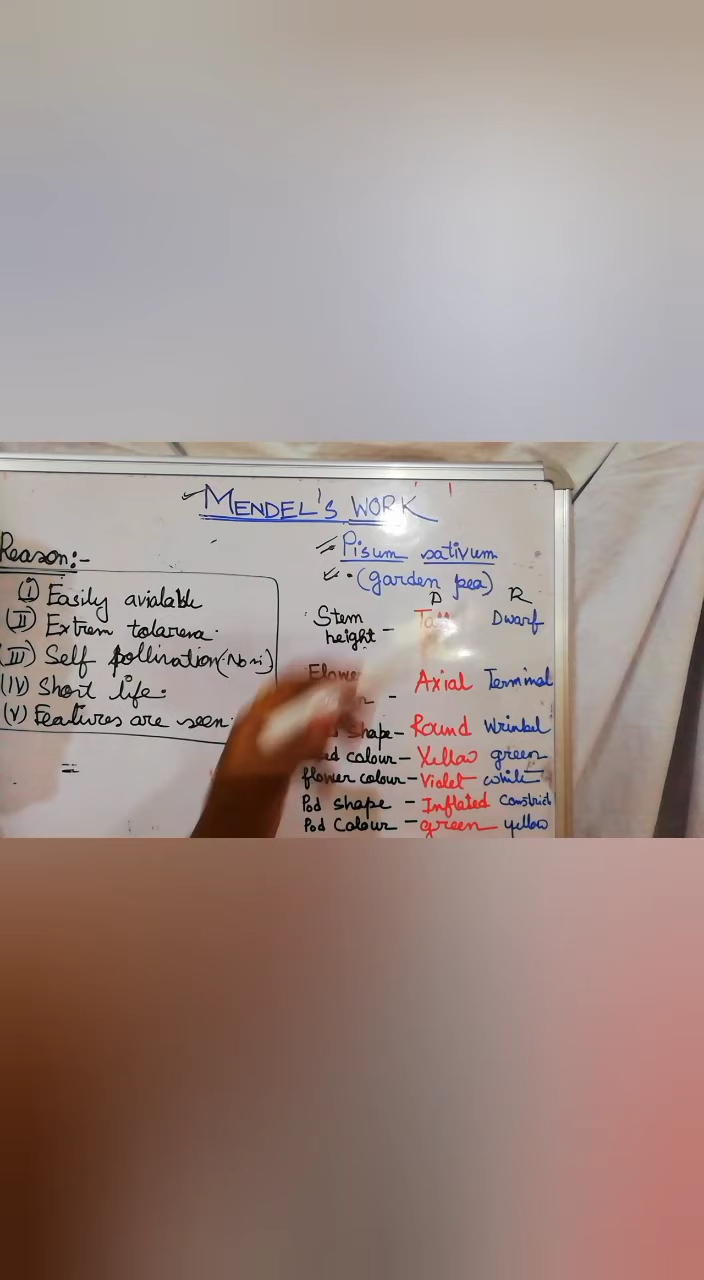 MENDEL'S WORK
Reason:-
(I) Easily avialable
(II) Extrem tolarena.
(III) Self pollination(Nori)
(IV) Short life.
(V) Features are seen.
Pisum sativum
(garden pea)
D R
Stem
height - Tall Dwarf
Flowe
- Axial Terminal
shape- Round Wrinkel
colour- Yellow green
flower colour- Violet white
Pod shape - Inflated Constrict
Pod Colour - green yellow